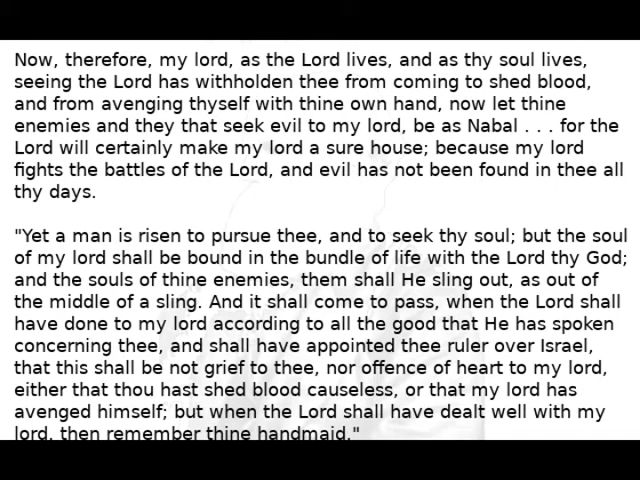 Now, therefore, my lord, as the Lord lives, and as thy soul lives,
seeing the Lord has withholden thee from coming to shed blood,
and from avenging thyself with thine own hand, now let thine
enemies and they that seek evil to my lord, be as Nabal . . . for the
Lord will certainly make my lord a sure house; because my lord
fights the battles of the Lord, and evil has not been found in thee all
thy days.

"Yet a man is risen to pursue thee, and to seek thy soul; but the soul
of my lord shall be bound in the bundle of life with the Lord thy God;
and the souls of thine enemies, them shall He sling out, as out of
the middle of a sling. And it shall come to pass, when the Lord shall
have done to my lord according to all the good that He has spoken
concerning thee, and shall have appointed thee ruler over Israel,
that this shall be not grief to thee, nor offence of heart to my lord,
either that thou hast shed blood causeless, or that my lord has
avenged himself; but when the Lord shall have dealt well with my
lord, then remember thine handmaid."